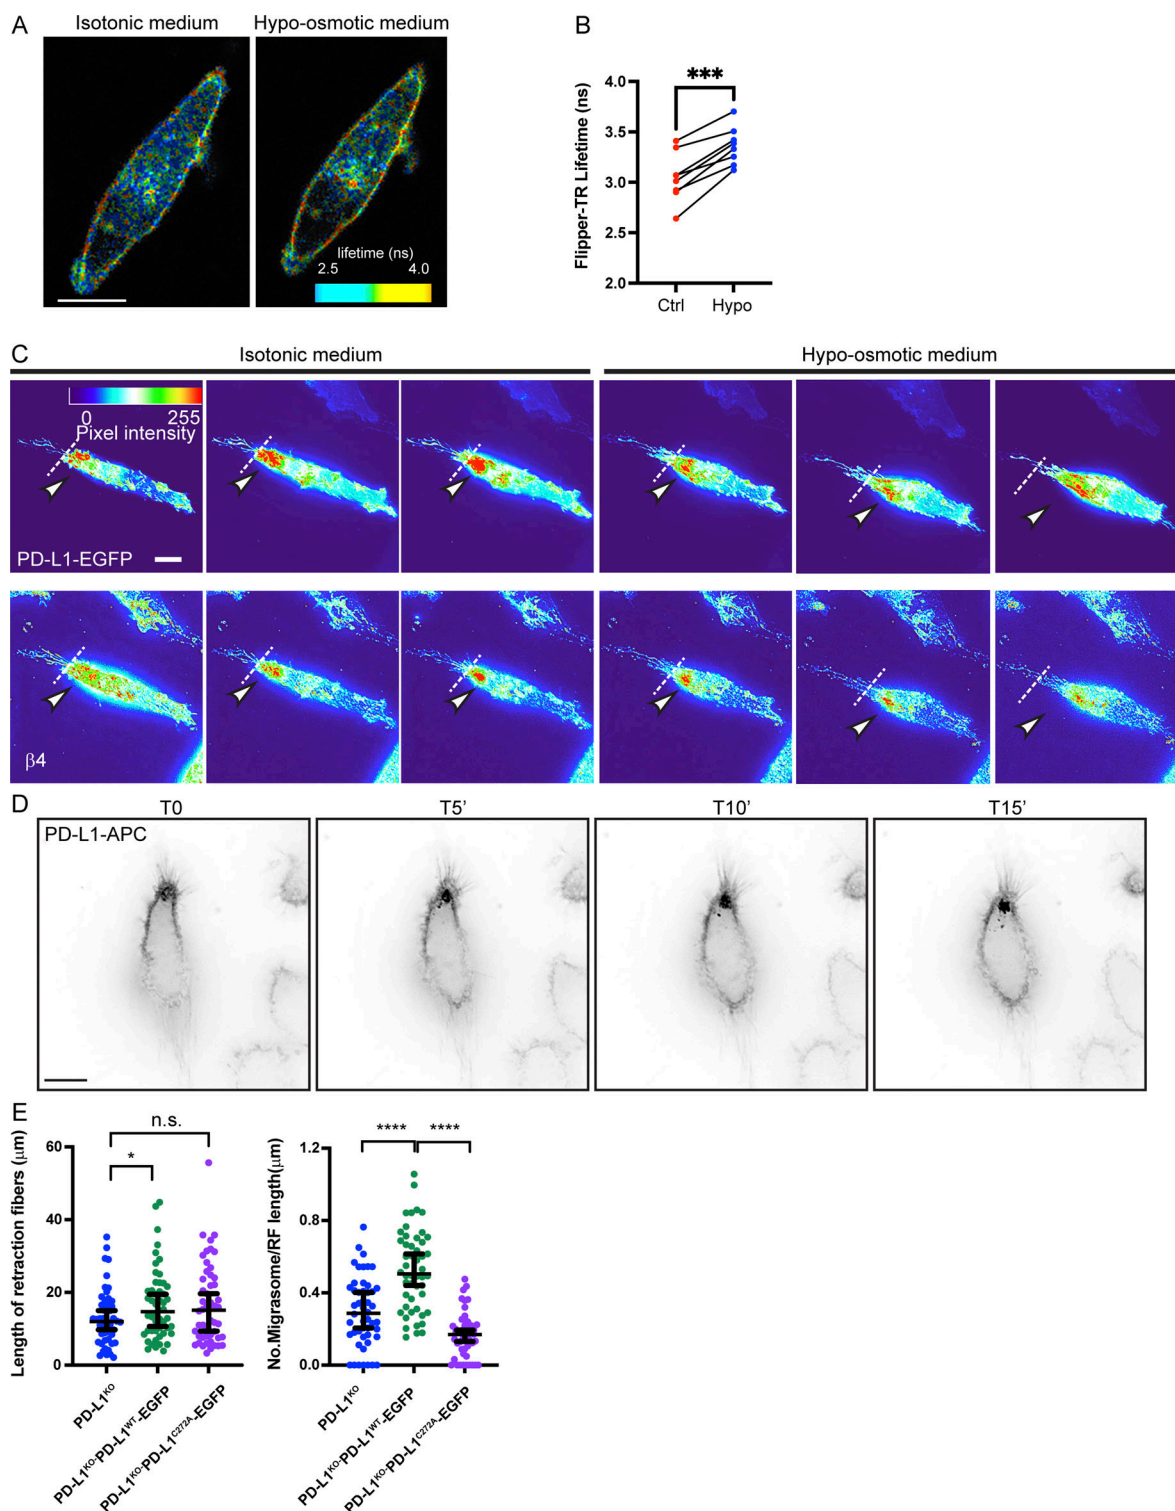 A
Isotonic medium
Hypo-osmotic medium
lifetime (ns)
2.5 4.0
B
***
Flipper-TR Lifetime (ns)
4.0
3.5
3.0
2.5
2.0
Ctrl Hypo
C
Isotonic medium
Hypo-osmotic medium
0 255
Pixel intensity
PD-L1-EGFP
β4
D
T0
T5’
T10’
T15’
PD-L1-APC
E
Length of retraction fibers (μm)
60
40
20
0
n.s.
*
PD-L1ᴷᴼ
PD-L1ᴷᴼ-PD-L1ᵂᵀ-EGFP
PD-L1ᴷᴼ-PD-L1ᶜ²⁷²ᴬ-EGFP
No.Migrasome/RF length(μm)
1.2
0.8
0.4
0.0
**** ****
PD-L1ᴷᴼ
PD-L1ᴷᴼ-PD-L1ᵂᵀ-EGFP
PD-L1ᴷᴼ-PD-L1ᶜ²⁷²ᴬ-EGFP